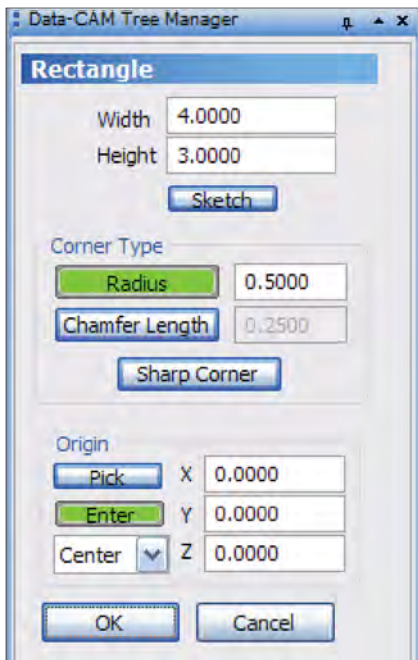 Data-CAM Tree Manager
Rectangle
Width 4.0000
Height 3.0000
Sketch
Corner Type
Radius 0.5000
Chamfer Length 0.2500
Sharp Corner
Origin
Pick X 0.0000
Enter Y 0.0000
Center Z 0.0000
OK Cancel